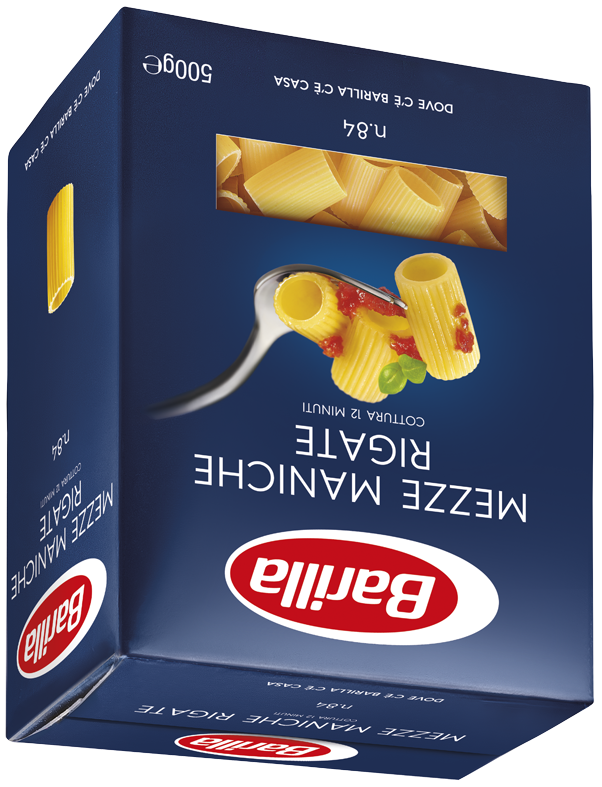 Barilla
MEZZE MANICHE RIGATE
COTTURA 12 MINUTI
n.84
DOVE C'È BARILLA C'È CASA
Barilla
MEZZE MANICHE
RIGATE
COTTURA 12 MINUTI
n.84
DOVE C'È BARILLA C'È CASA
500g℮
Barilla
MEZZE MANICHE
RIGATE
COTTURA 12 MINUTI
n.84
DOVE C'È BARILLA C'È CASA